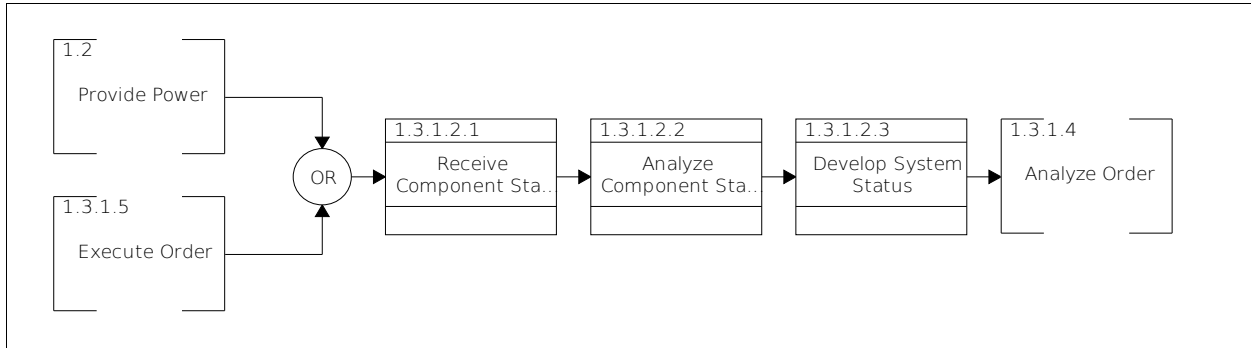 1.2
Provide Power
1.3.1.5
Execute Order
OR
1.3.1.2.1
Receive
Component Sta...
1.3.1.2.2
Analyze
Component Sta...
1.3.1.2.3
Develop System
Status
1.3.1.4
Analyze Order